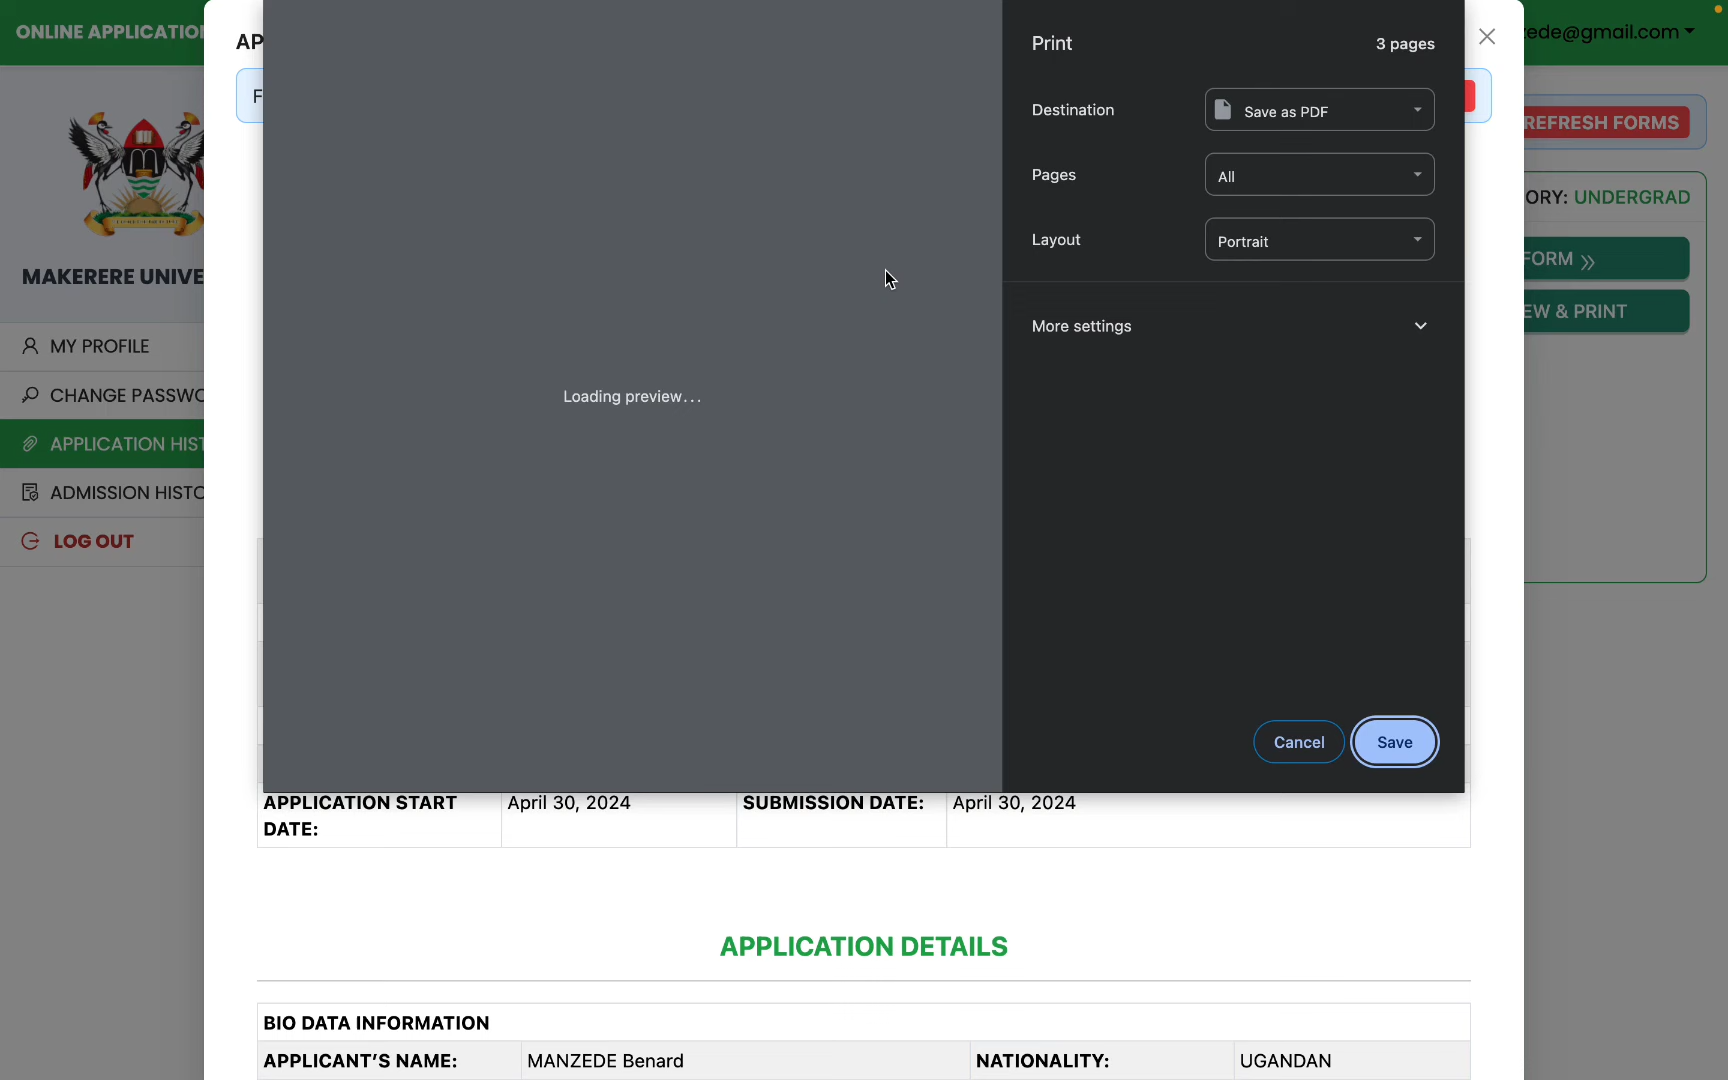 ONLINE APPLICATION
AP
ede@gmail.com
F
REFRESH FORMS
MAKERERE UNIVE
MY PROFILE
CHANGE PASSWO
APPLICATION HIST
ADMISSION HISTO
LOG OUT
Loading preview...
Print
3 pages
Destination
Save as PDF
Pages
All
Layout
Portrait
More settings
Cancel
Save
ORY: UNDERGRAD
FORM
EW & PRINT
APPLICATION START
DATE:
April 30, 2024
SUBMISSION DATE:
April 30, 2024
APPLICATION DETAILS
BIO DATA INFORMATION
APPLICANT'S NAME:
MANZEDE Benard
NATIONALITY:
UGANDAN